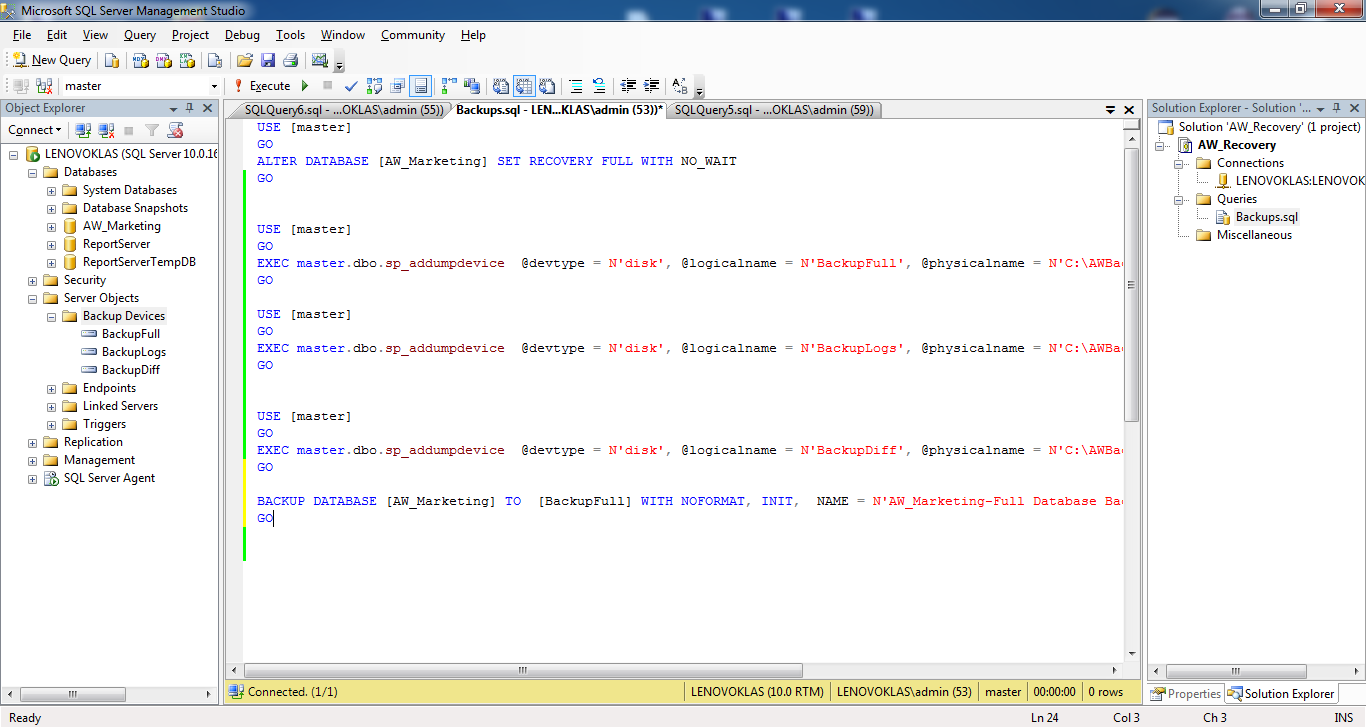 Microsoft SQL Server Management Studio
File Edit View Query Project Debug Tools Window Community Help
New Query
master Execute
Object Explorer
Connect
LENOVOKLAS (SQL Server 10.0.16
Databases
System Databases
Database Snapshots
AW_Marketing
ReportServer
ReportServerTempDB
Security
Server Objects
Backup Devices
BackupFull
BackupLogs
BackupDiff
Endpoints
Linked Servers
Triggers
Replication
Management
SQL Server Agent
SQLQuery6.sql - ...OKLAS\admin (55)) Backups.sql - LEN...KLAS\admin (53))* SQLQuery5.sql - ...OKLAS\admin (59))
USE [master]
GO
ALTER DATABASE [AW_Marketing] SET RECOVERY FULL WITH NO_WAIT
GO
USE [master]
GO
EXEC master.dbo.sp_addumpdevice @devtype = N'disk', @logicalname = N'BackupFull', @physicalname = N'C:\AWBac
GO
USE [master]
GO
EXEC master.dbo.sp_addumpdevice @devtype = N'disk', @logicalname = N'BackupLogs', @physicalname = N'C:\AWBac
GO
USE [master]
GO
EXEC master.dbo.sp_addumpdevice @devtype = N'disk', @logicalname = N'BackupDiff', @physicalname = N'C:\AWBac
GO
BACKUP DATABASE [AW_Marketing] TO [BackupFull] WITH NOFORMAT, INIT, NAME = N'AW_Marketing-Full Database Bac
GO
Connected. (1/1) LENOVOKLAS (10.0 RTM) LENOVOKLAS\admin (53) master 00:00:00 0 rows
Solution Explorer - Solution '...
Solution 'AW_Recovery' (1 project)
AW_Recovery
Connections
LENOVOKLAS:LENOVOK
Queries
Backups.sql
Miscellaneous
Properties Solution Explorer
Ready Ln 24 Col 3 Ch 3 INS